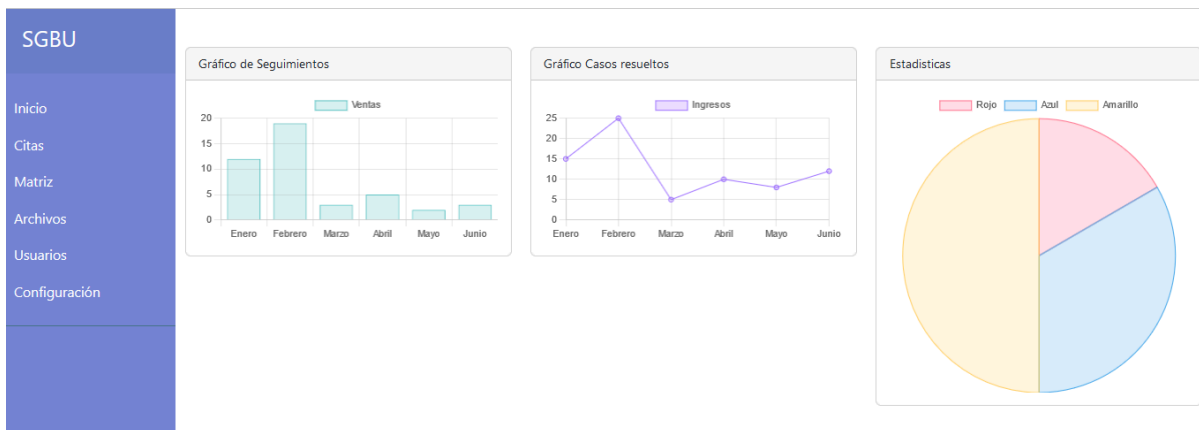 SGBU
Inicio
Citas
Matriz
Archivos
Usuarios
Configuración
Gráfico de Seguimientos
Ventas
20
15
10
5
0
Enero Febrero Marzo Abril Mayo Junio
Gráfico Casos resueltos
Ingresos
25
20
15
10
5
0
Enero Febrero Marzo Abril Mayo Junio
Estadisticas
Rojo Azul Amarillo